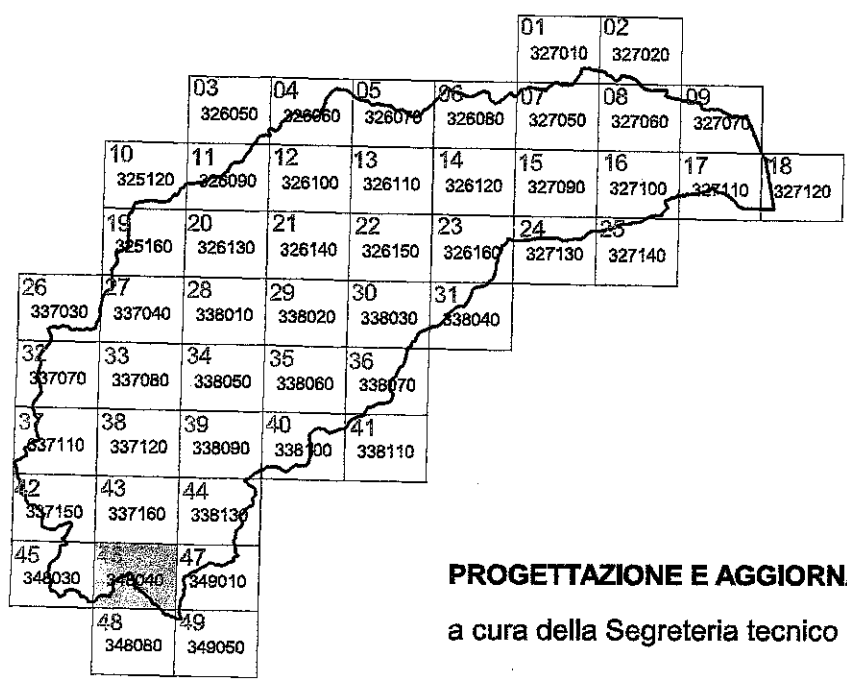 01 02
327010 327020
03 04 05 06 07 08 09
326050 326060 326070 326080 327050 327060 327070
10 11 12 13 14 15 16 17 18
325120 326090 326100 326110 326120 327090 327100 327110 327120
19 20 21 22 23 24 25
325160 326130 326140 326150 326160 327130 327140
26 27 28 29 30 31
337030 337040 338010 338020 338030 338040
32 33 34 35 36
337070 337080 338050 338060 338070
37 38 39 40 41
337110 337120 338090 338100 338110
42 43 44
337150 337160 338130
45 46 47
348030 348040 349010
48 49
348080 349050
PROGETTAZIONE E AGGIORN
a cura della Segreteria tecnico